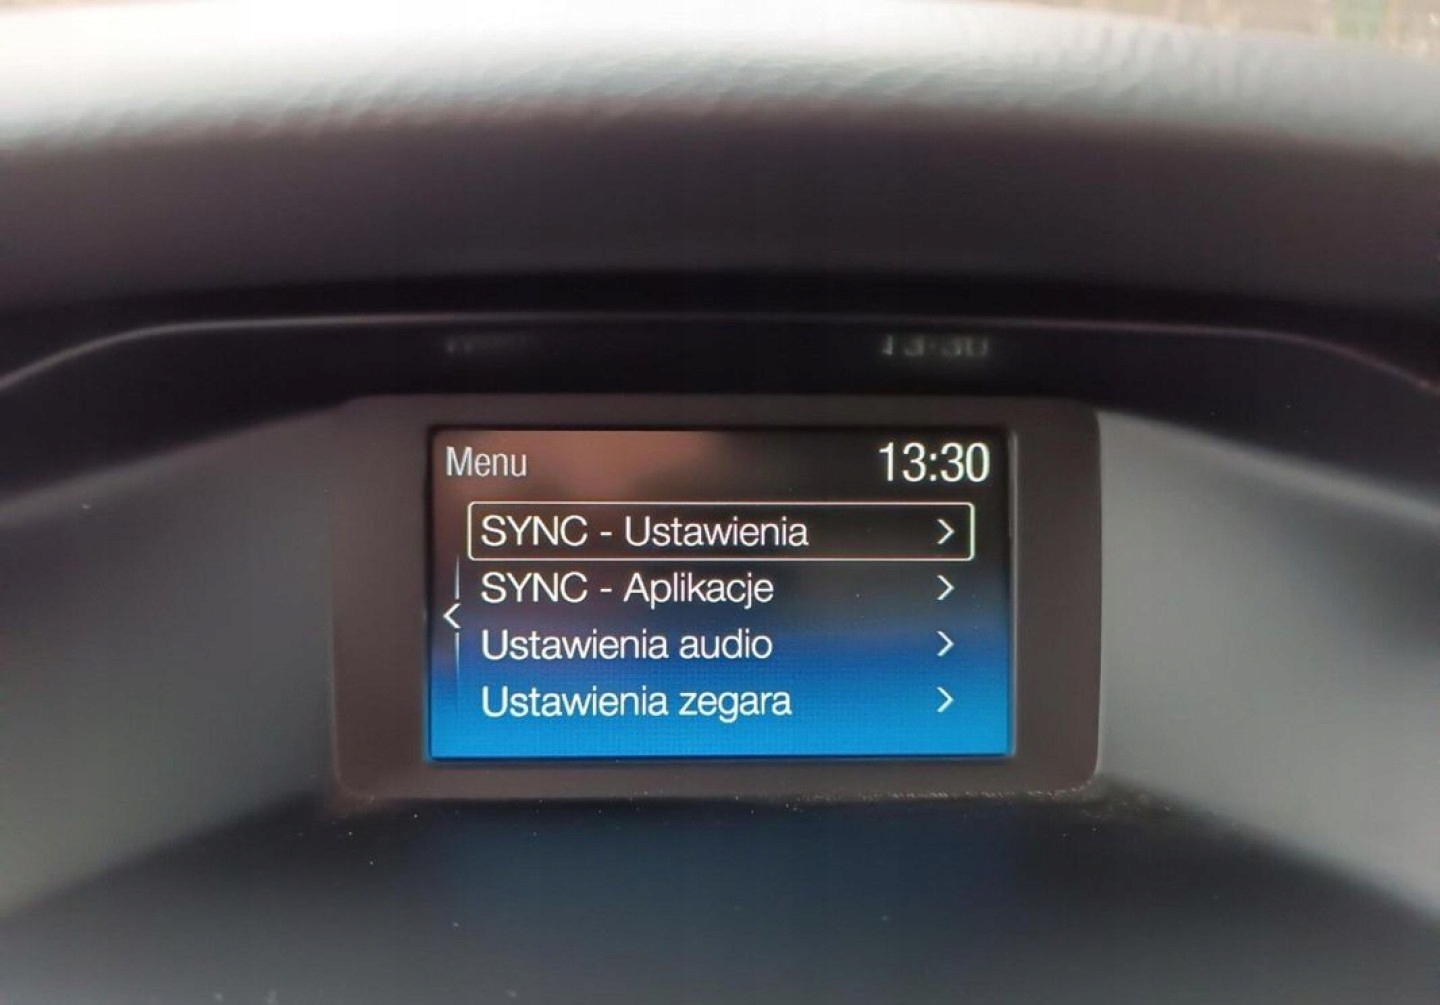 Menu 13:30
SYNC - Ustawienia >
SYNC - Aplikacje >
<
Ustawienia audio >
Ustawienia zegara >